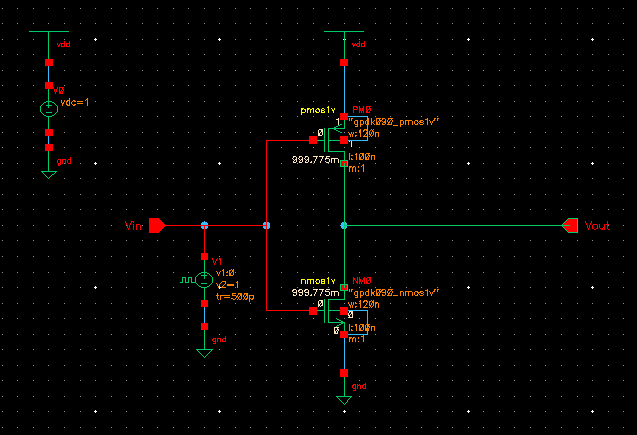 vdd
vdd
V0
vdc=1
gnd
pmos1v
PM0
1
"gpdk090_pmos1v"
w:120n
0
1
999.775m
l:100n
m:1
Vin
Vout
V1
v1:0
v2=1
tr=500p
gnd
nmos1v
NM0
999.775m
"gpdk090_nmos1v"
w:120n
0
0
l:100n
0
m:1
gnd